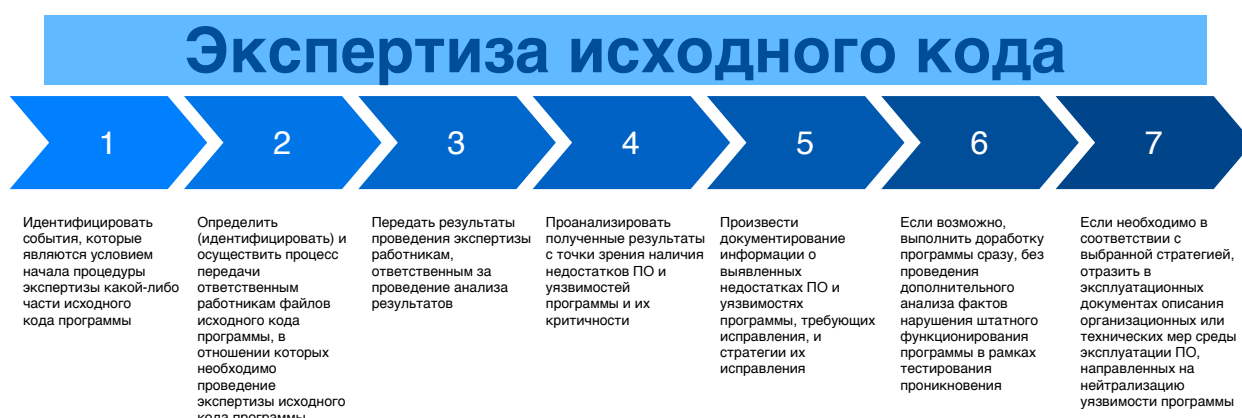 Экспертиза исходного кода
1
2
3
4
5
6
7
Идентифицировать
события, которые
являются условием
начала процедуры
экспертизы какой-либо
части исходного
кода программы
Определить
(идентифицировать) и
осуществить процесс
передачи
ответственным
работникам файлов
исходного кода
программы, в
отношении которых
необходимо
проведение
экспертизы исходного
кода программы
Передать результаты
проведения экспертизы
работникам,
ответственным за
проведение анализа
результатов
Проанализировать
полученные результаты
с точки зрения наличия
недостатков ПО и
уязвимостей
программы и их
критичности
Произвести
документирование
информации о
выявленных
недостатках ПО и
уязвимостях
программы, требующих
исправления, и
стратегии их
исправления
Если возможно,
выполнить доработку
программы сразу, без
проведения
дополнительного
анализа фактов
нарушения штатного
функционирования
программы в рамках
тестирования
проникновения
Если необходимо в
соответствии с
выбранной стратегией,
отразить в
эксплуатационных
документах описания
организационных или
технических мер среды
эксплуатации ПО,
направленных на
нейтрализацию
уязвимости программы